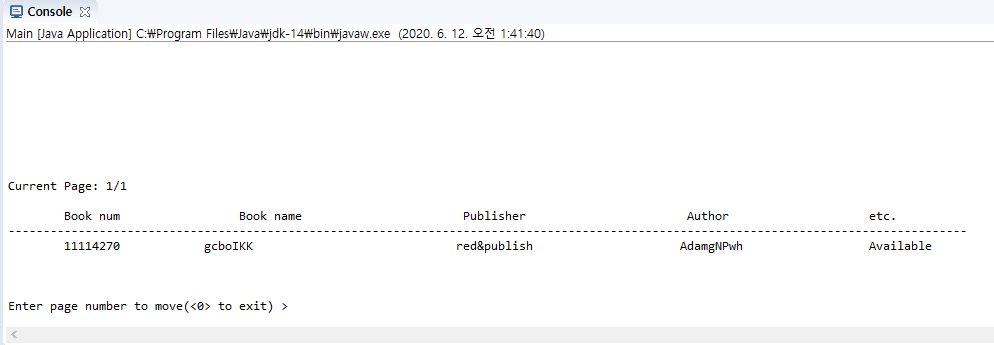 Console
Main [Java Application] C:₩Program Files₩Java₩jdk-14₩bin₩javaw.exe (2020. 6. 12. 오전 1:41:40)
Current Page: 1/1
Book num Book name Publisher Author etc.
--------------------------------------------------------------------------------------------------------------------------------------
11114270 gcboIKK red&publish AdamgNPwh Available
Enter page number to move(<0> to exit) >